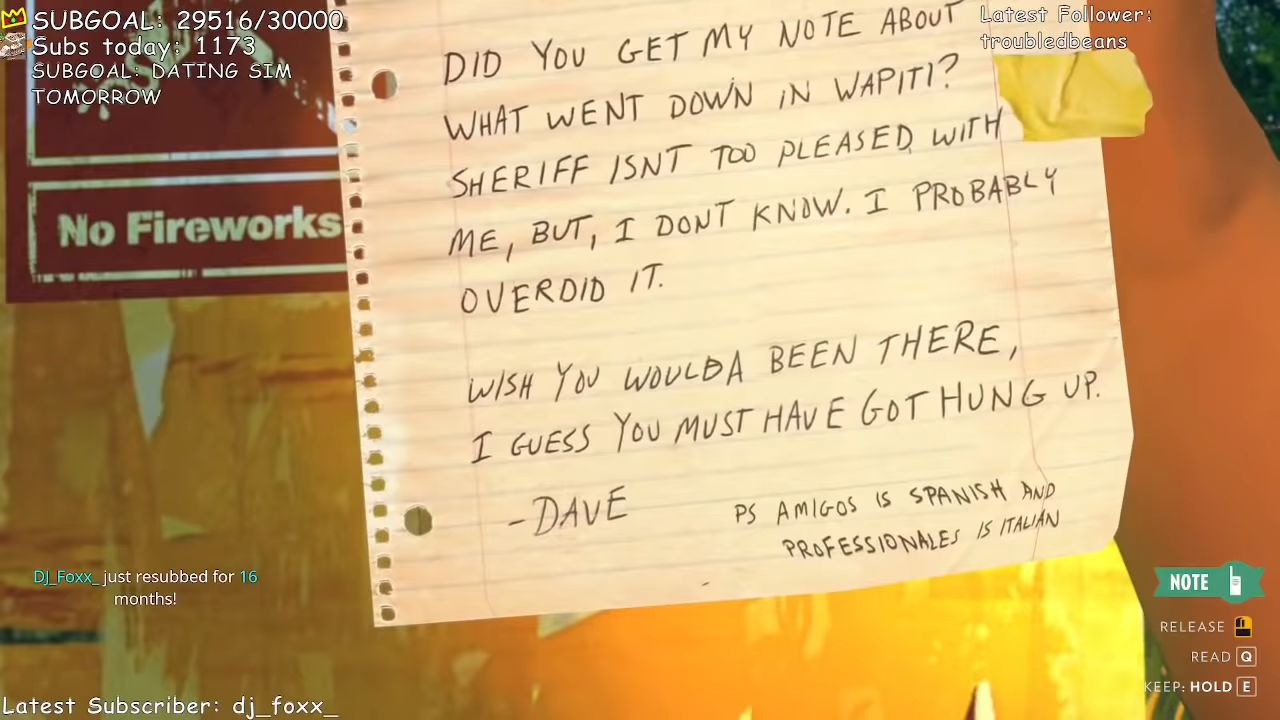 SUBGOAL: 29516/30000
Subs today: 1173
SUBGOAL: DATING SIM
TOMORROW
Latest Follower:
troubledbeans
No Fireworks
DID YOU GET MY NOTE ABOUT
WHAT WENT DOWN IN WAPITI?
SHERIFF ISNT TOO PLEASED WITH
ME, BUT, I DONT KNOW. I PROBABLY
OVERDID IT.
WISH YOU WOULDA BEEN THERE,
I GUESS YOU MUST HAVE GOT HUNG UP.
-DAVE
PS AMIGOS IS SPANISH AND
PROFESSIONALES IS ITALIAN
DJ_Foxx_ just resubbed for 16
months!
NOTE
RELEASE
READ Q
KEEP: HOLD E
Latest Subscriber: dj_foxx_